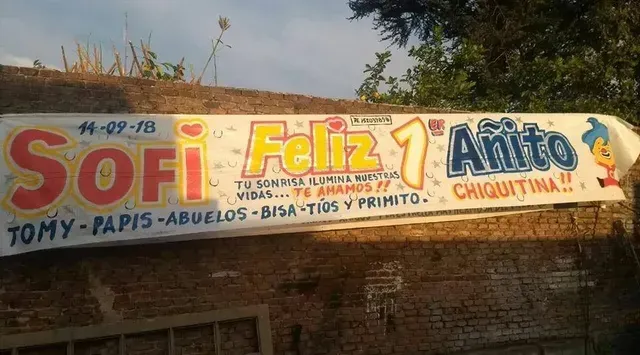 14-09-18
SOFi Feliz 1 ER Añito
TU SONRISA ILUMINA NUESTRAS
VIDAS... TE AMAMOS!!
CHIQUITINA!!
TOMY - PAPIS - ABUELOS - BISA - TíOS Y PRIMITO -